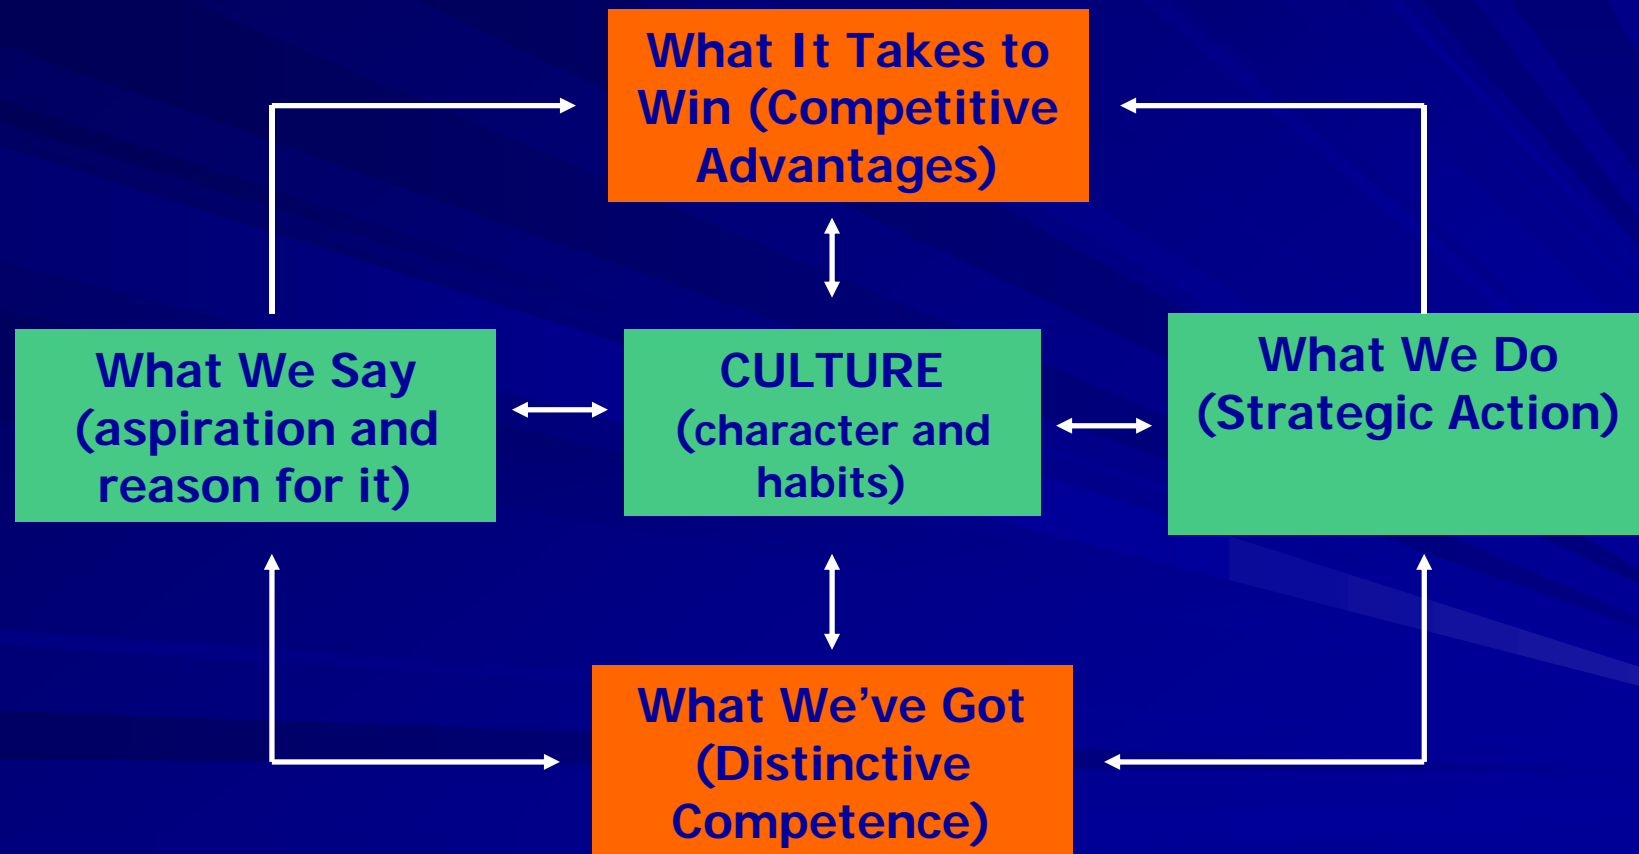 What It Takes to
Win (Competitive
Advantages)
What We Say
(aspiration and
reason for it)
CULTURE
(character and
habits)
What We Do
(Strategic Action)
What We’ve Got
(Distinctive
Competence)